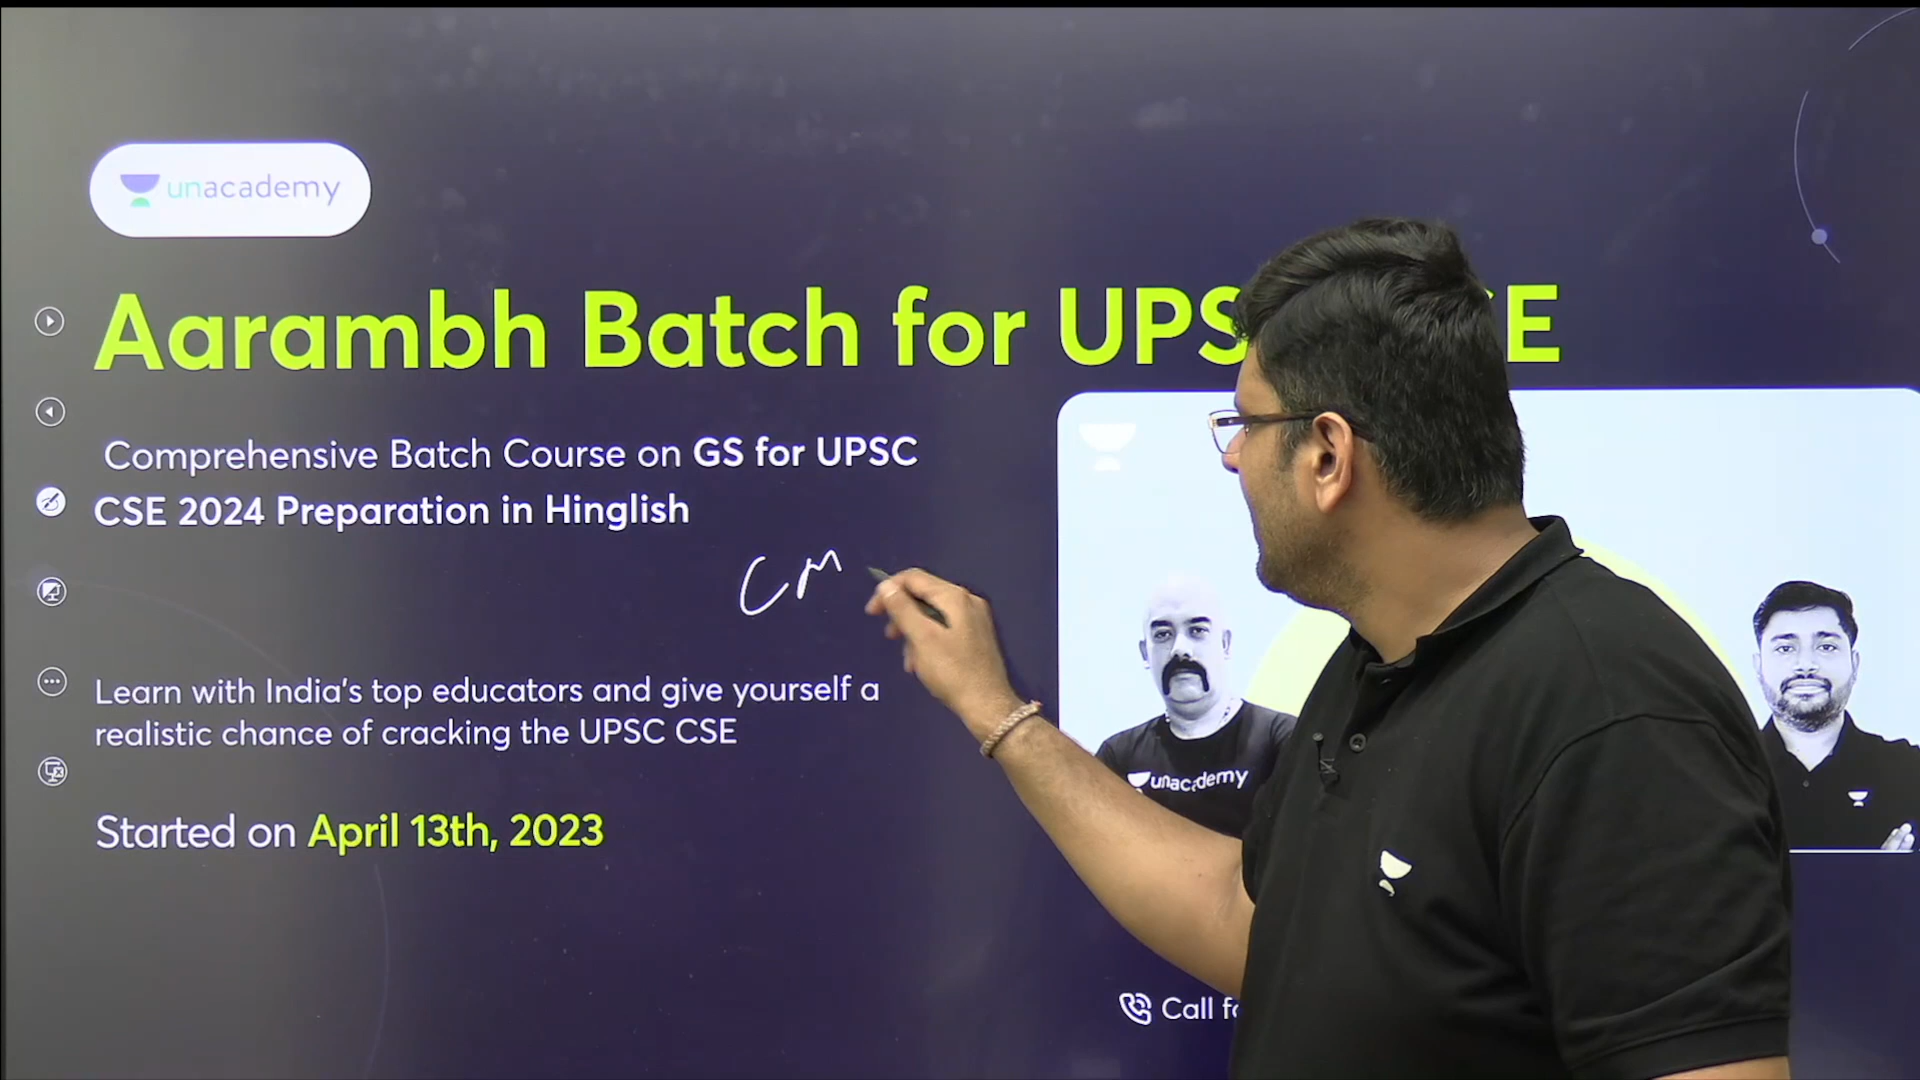 unacademy
Aarambh Batch for UPS E
Comprehensive Batch Course on GS for UPSC
CSE 2024 Preparation in Hinglish
CM
Learn with India's top educators and give yourself a
realistic chance of cracking the UPSC CSE
unacademy
Started on April 13th, 2023
Call